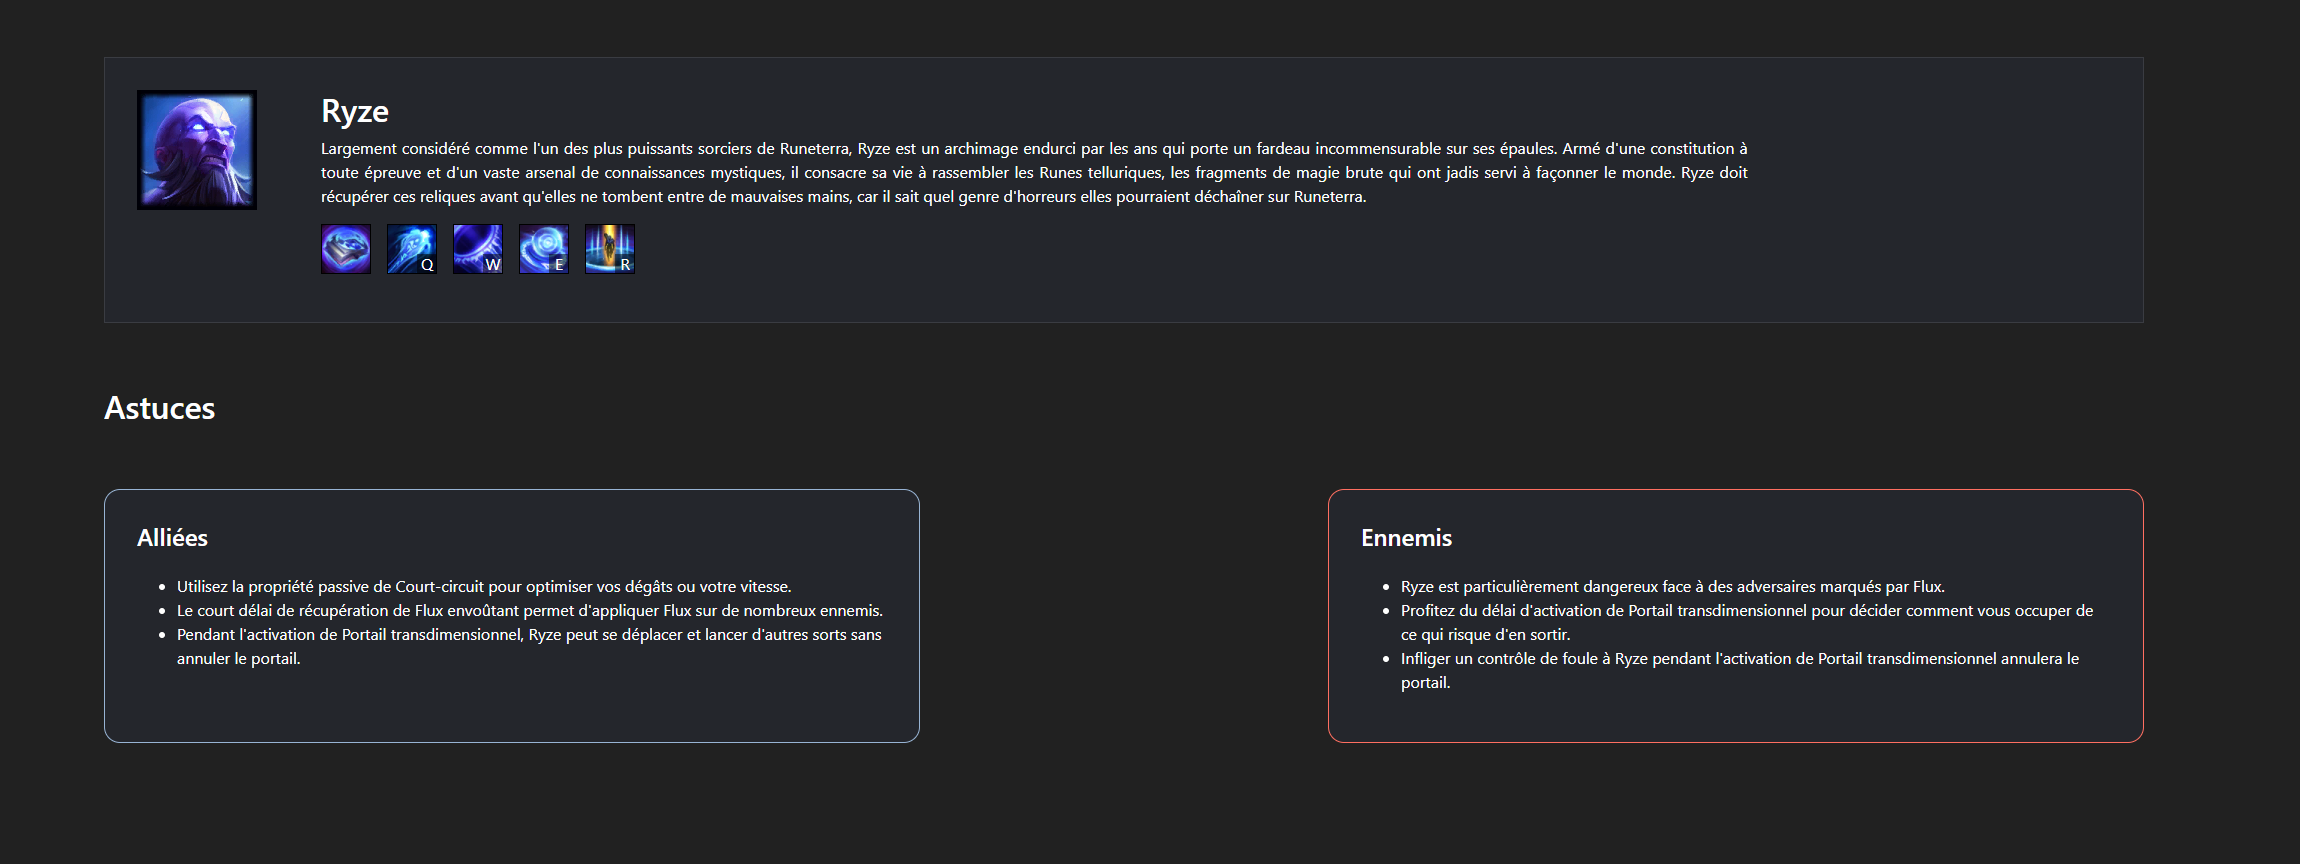 Ryze
Largement considéré comme l'un des plus puissants sorciers de Runeterra, Ryze est un archimage endurci par les ans qui porte un fardeau incommensurable sur ses épaules. Armé d'une constitution à
toute épreuve et d'un vaste arsenal de connaissances mystiques, il consacre sa vie à rassembler les Runes telluriques, les fragments de magie brute qui ont jadis servi à façonner le monde. Ryze doit
récupérer ces reliques avant qu'elles ne tombent entre de mauvaises mains, car il sait quel genre d'horreurs elles pourraient déchaîner sur Runeterra.
Q W E R
Astuces
Alliées
• Utilisez la propriété passive de Court-circuit pour optimiser vos dégâts ou votre vitesse.
• Le court délai de récupération de Flux envoûtant permet d'appliquer Flux sur de nombreux ennemis.
• Pendant l'activation de Portail transdimensionnel, Ryze peut se déplacer et lancer d'autres sorts sans
annuler le portail.
Ennemis
• Ryze est particulièrement dangereux face à des adversaires marqués par Flux.
• Profitez du délai d'activation de Portail transdimensionnel pour décider comment vous occuper de
ce qui risque d'en sortir.
• Infliger un contrôle de foule à Ryze pendant l'activation de Portail transdimensionnel annulera le
portail.